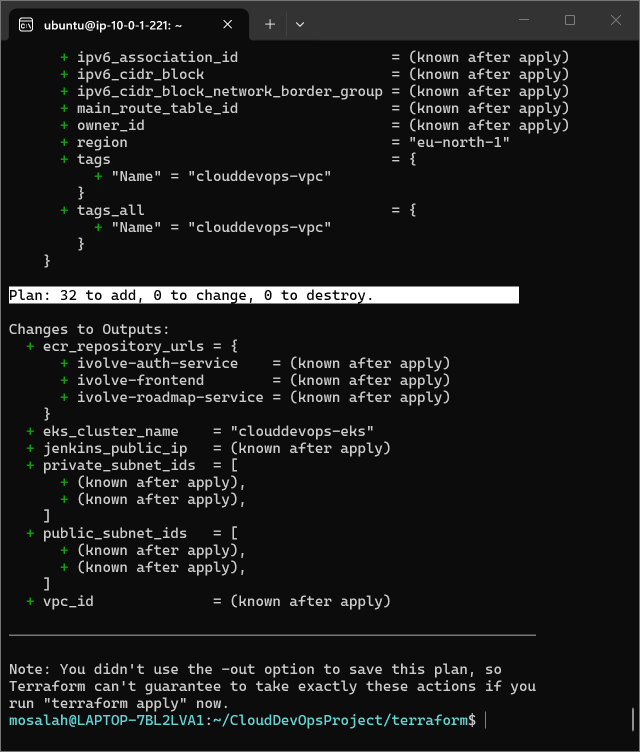 ubuntu@ip-10-0-1-221: ~
+ ipv6_association_id = (known after apply)
+ ipv6_cidr_block = (known after apply)
+ ipv6_cidr_block_network_border_group = (known after apply)
+ main_route_table_id = (known after apply)
+ owner_id = (known after apply)
+ region = "eu-north-1"
+ tags = {
+ "Name" = "clouddevops-vpc"
}
+ tags_all = {
+ "Name" = "clouddevops-vpc"
}
}
Plan: 32 to add, 0 to change, 0 to destroy.
Changes to Outputs:
+ ecr_repository_urls = {
+ ivolve-auth-service = (known after apply)
+ ivolve-frontend = (known after apply)
+ ivolve-roadmap-service = (known after apply)
}
+ eks_cluster_name = "clouddevops-eks"
+ jenkins_public_ip = (known after apply)
+ private_subnet_ids = [
+ (known after apply),
+ (known after apply),
]
+ public_subnet_ids = [
+ (known after apply),
+ (known after apply),
]
+ vpc_id = (known after apply)
Note: You didn't use the -out option to save this plan, so
Terraform can't guarantee to take exactly these actions if you
run "terraform apply" now.
mosalah@LAPTOP-7BL2LVA1:~/CloudDevOpsProject/terraform$